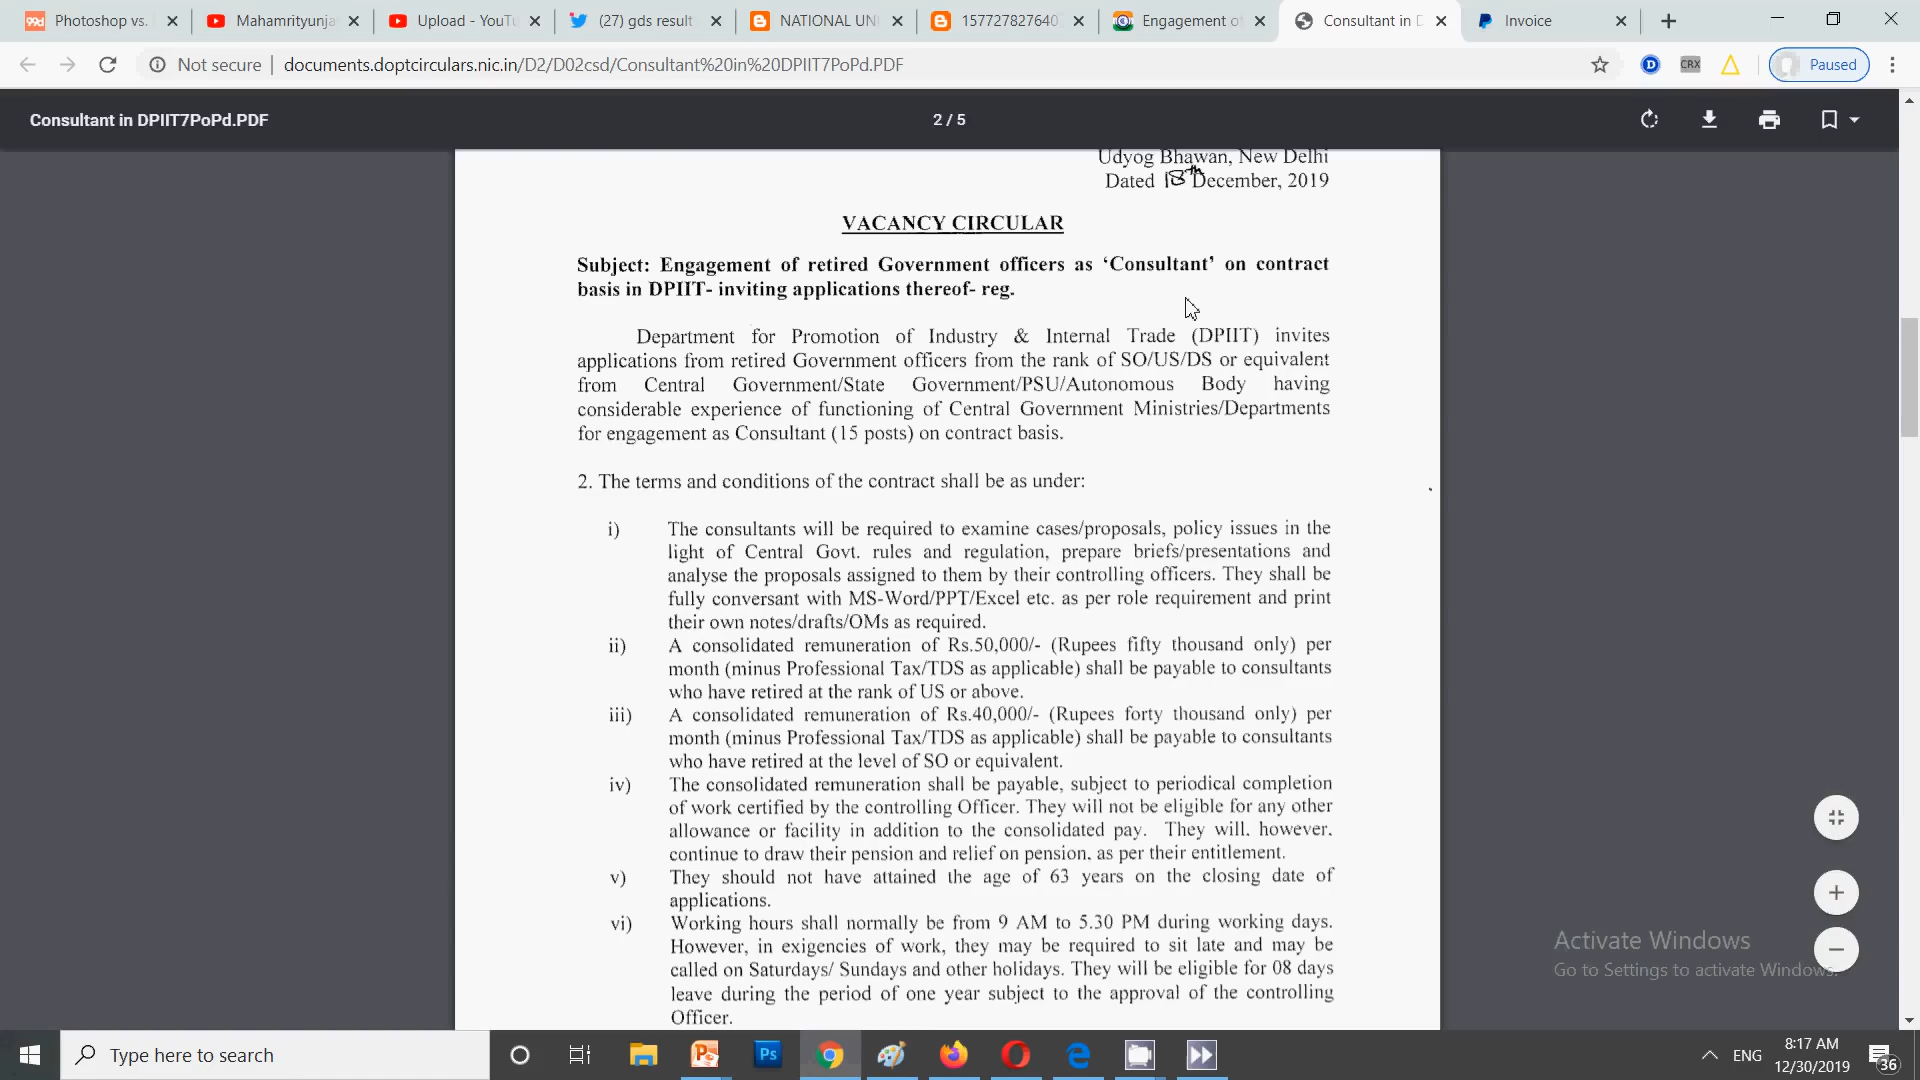 Photoshop vs.
Mahamrityunja
Upload - YouTu
(27) gds result
NATIONAL UNI
157727827640
Engagement of
Consultant in D
Invoice
Not secure
documents.doptcirculars.nic.in/D2/D02csd/Consultant%20in%20DPIIT7PoPd.PDF
CRX
Paused
Consultant in DPIIT7PoPd.PDF
2 / 5
Udyog Bhawan, New Delhi
Dated 18th December, 2019
VACANCY CIRCULAR
Subject: Engagement of retired Government officers as ‘Consultant’ on contract
basis in DPIIT- inviting applications thereof- reg.
Department for Promotion of Industry & Internal Trade (DPIIT) invites
applications from retired Government officers from the rank of SO/US/DS or equivalent
from Central Government/State Government/PSU/Autonomous Body having
considerable experience of functioning of Central Government Ministries/Departments
for engagement as Consultant (15 posts) on contract basis.
2. The terms and conditions of the contract shall be as under:
i) The consultants will be required to examine cases/proposals, policy issues in the
light of Central Govt. rules and regulation, prepare briefs/presentations and
analyse the proposals assigned to them by their controlling officers. They shall be
fully conversant with MS-Word/PPT/Excel etc. as per role requirement and print
their own notes/drafts/OMs as required.
ii) A consolidated remuneration of Rs.50,000/- (Rupees fifty thousand only) per
month (minus Professional Tax/TDS as applicable) shall be payable to consultants
who have retired at the rank of US or above.
iii) A consolidated remuneration of Rs.40,000/- (Rupees forty thousand only) per
month (minus Professional Tax/TDS as applicable) shall be payable to consultants
who have retired at the level of SO or equivalent.
iv) The consolidated remuneration shall be payable, subject to periodical completion
of work certified by the controlling Officer. They will not be eligible for any other
allowance or facility in addition to the consolidated pay. They will, however,
continue to draw their pension and relief on pension, as per their entitlement.
v) They should not have attained the age of 63 years on the closing date of
applications.
vi) Working hours shall normally be from 9 AM to 5.30 PM during working days.
However, in exigencies of work, they may be required to sit late and may be
called on Saturdays/ Sundays and other holidays. They will be eligible for 08 days
leave during the period of one year subject to the approval of the controlling
Officer.
Activate Windows
Go to Settings to activate Windows.
Type here to search
Ps
ENG
8:17 AM
12/30/2019
36